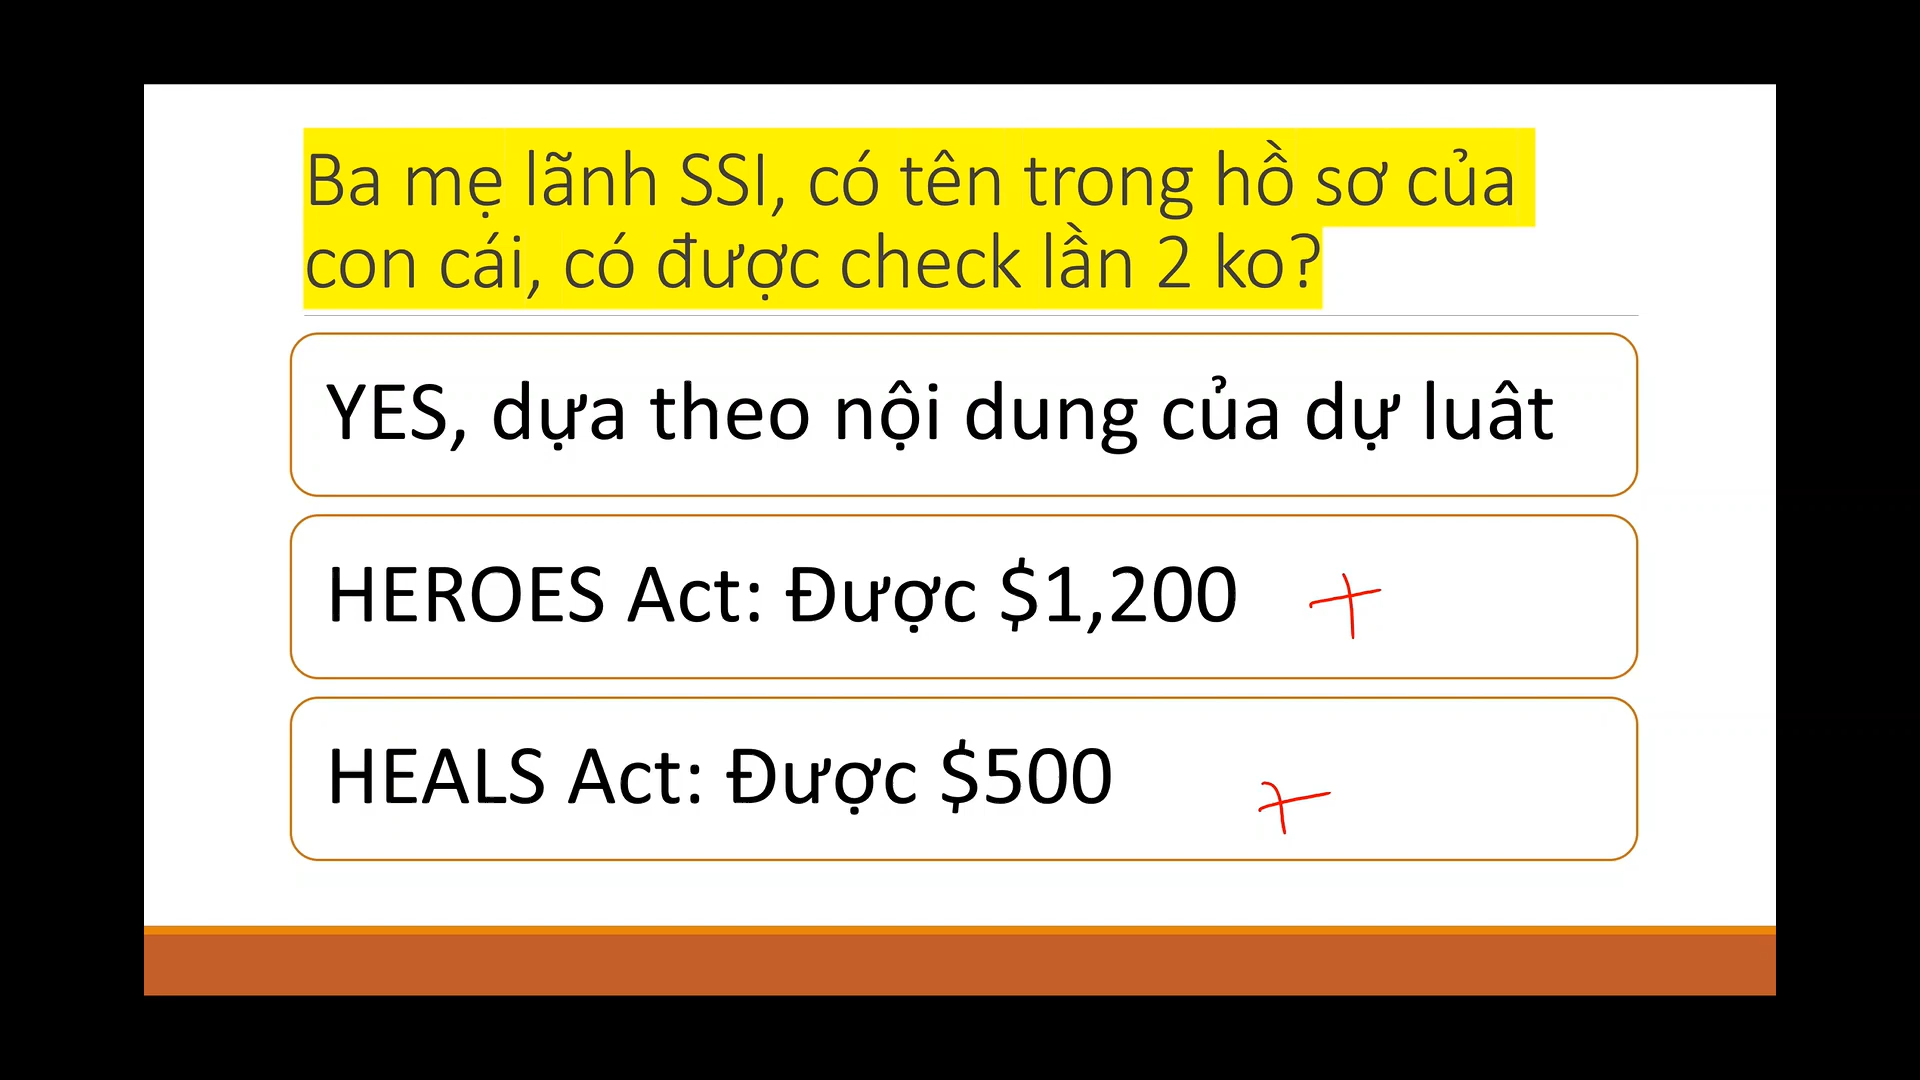 Ba mẹ lãnh SSI, có tên trong hồ sơ của
con cái, có được check lần 2 ko?
YES, dựa theo nội dung của dự luât
HEROES Act: Được $1,200 +
HEALS Act: Được $500 +